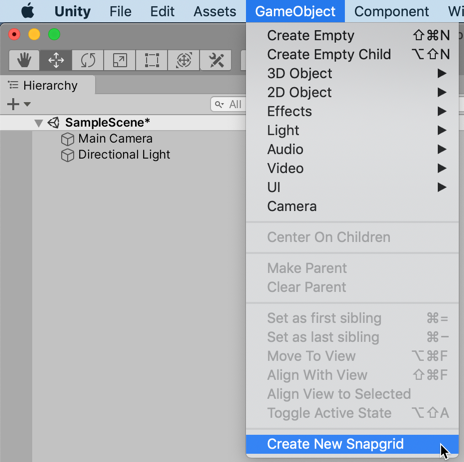 Unity File Edit Assets GameObject Component Wi
Hierarchy
All
SampleScene*
Main Camera
Directional Light
Create Empty ⇧⌘N
Create Empty Child ⌥⇧N
3D Object
2D Object
Effects
Light
Audio
Video
UI
Camera
Center On Children
Make Parent
Clear Parent
Set as first sibling ⌘=
Set as last sibling ⌘−
Move To View ⌥⌘F
Align With View ⇧⌘F
Align View to Selected
Toggle Active State ⌥⇧A
Create New Snapgrid